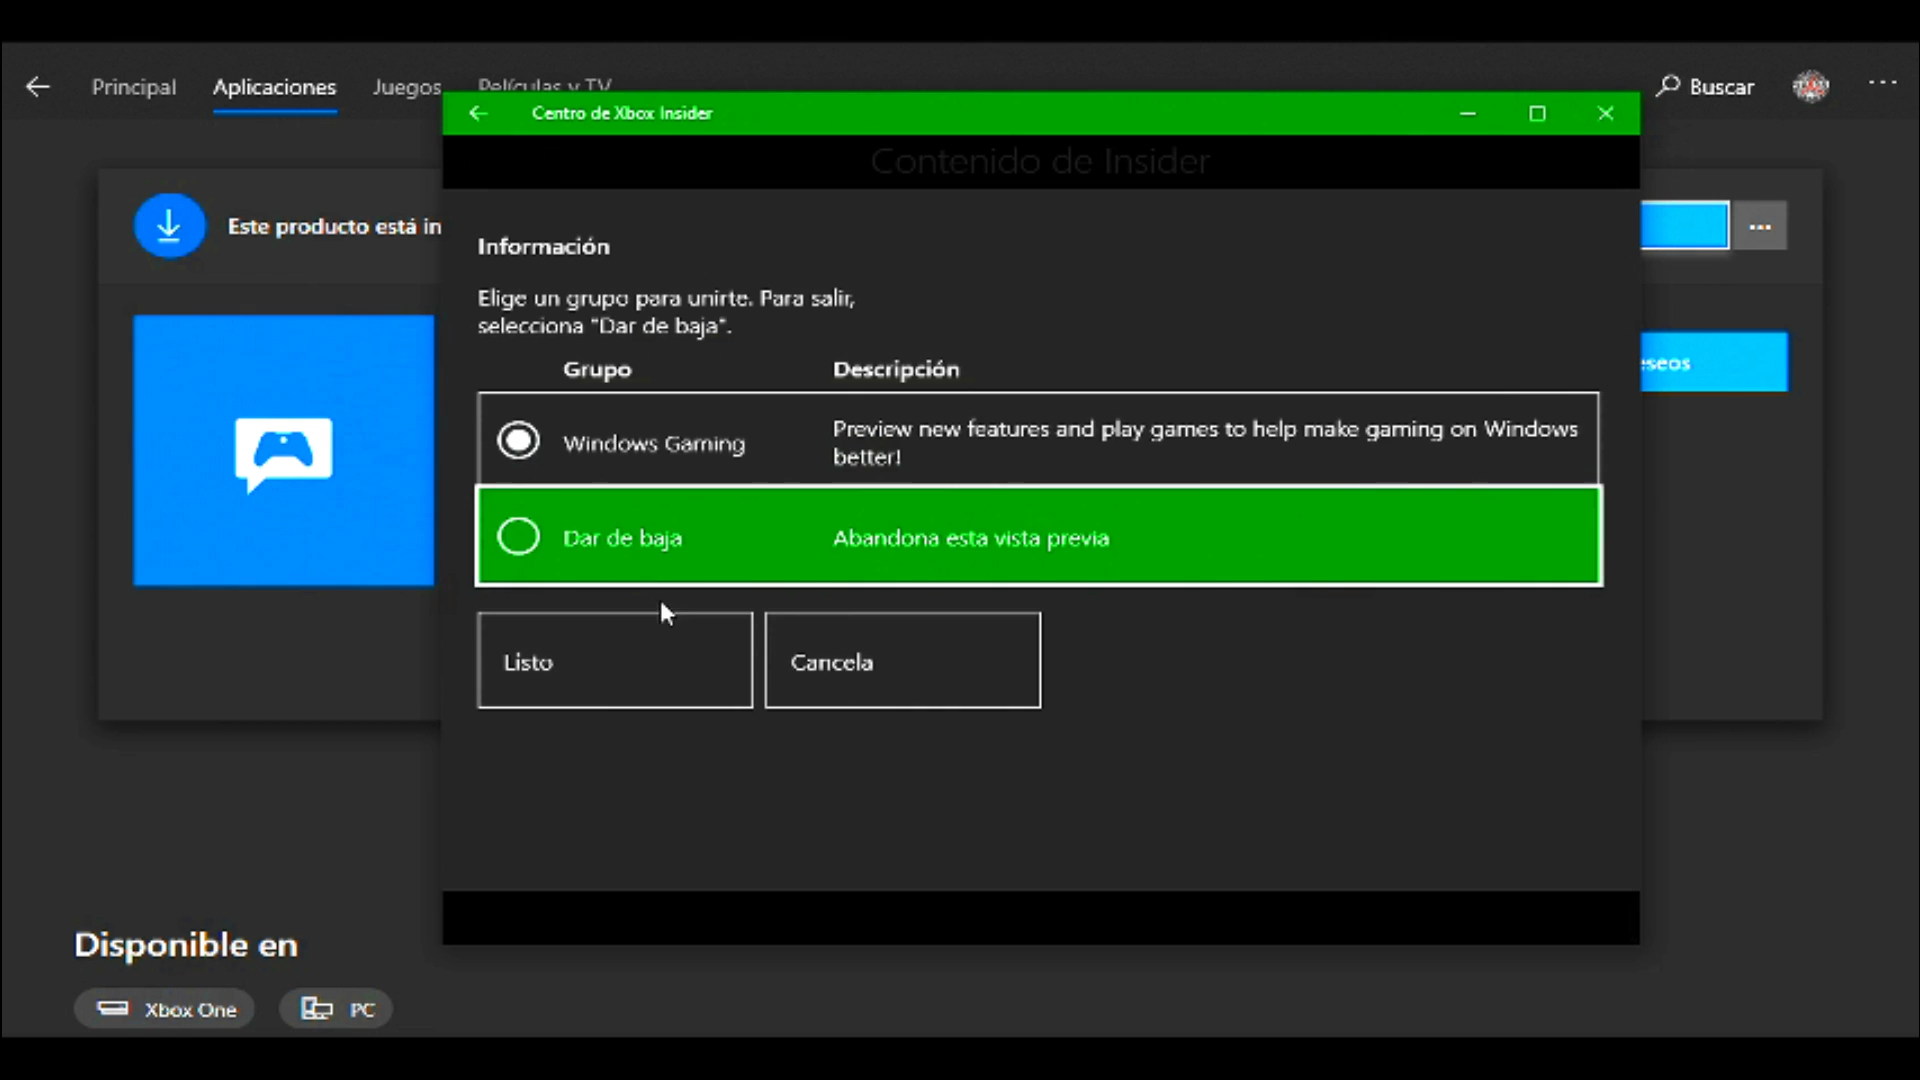 Principal
Aplicaciones
Juegos
Películas y TV
Buscar
Centro de Xbox Insider
Contenido de Insider
Este producto está in
Información
Elige un grupo para unirte. Para salir,
selecciona "Dar de baja".
Grupo
Descripción
Windows Gaming
Preview new features and play games to help make gaming on Windows
better!
eseos
Dar de baja
Abandona esta vista previa
Listo
Cancela
Disponible en
Xbox One
PC